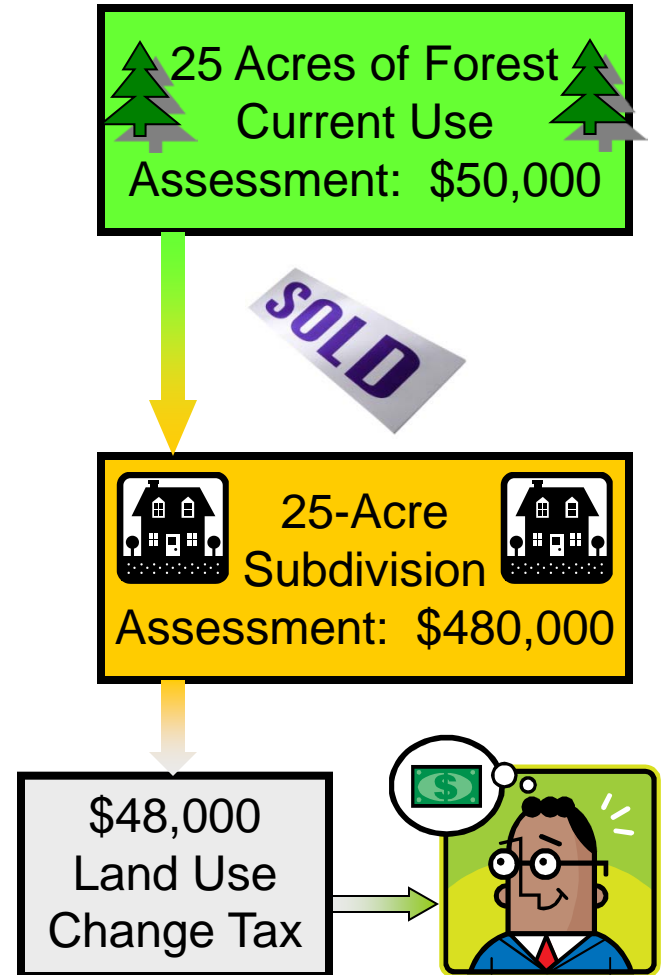 25 Acres of Forest
Current Use
Assessment: $50,000
SOLD
25-Acre
Subdivision
Assessment: $480,000
$
$48,000
Land Use
Change Tax